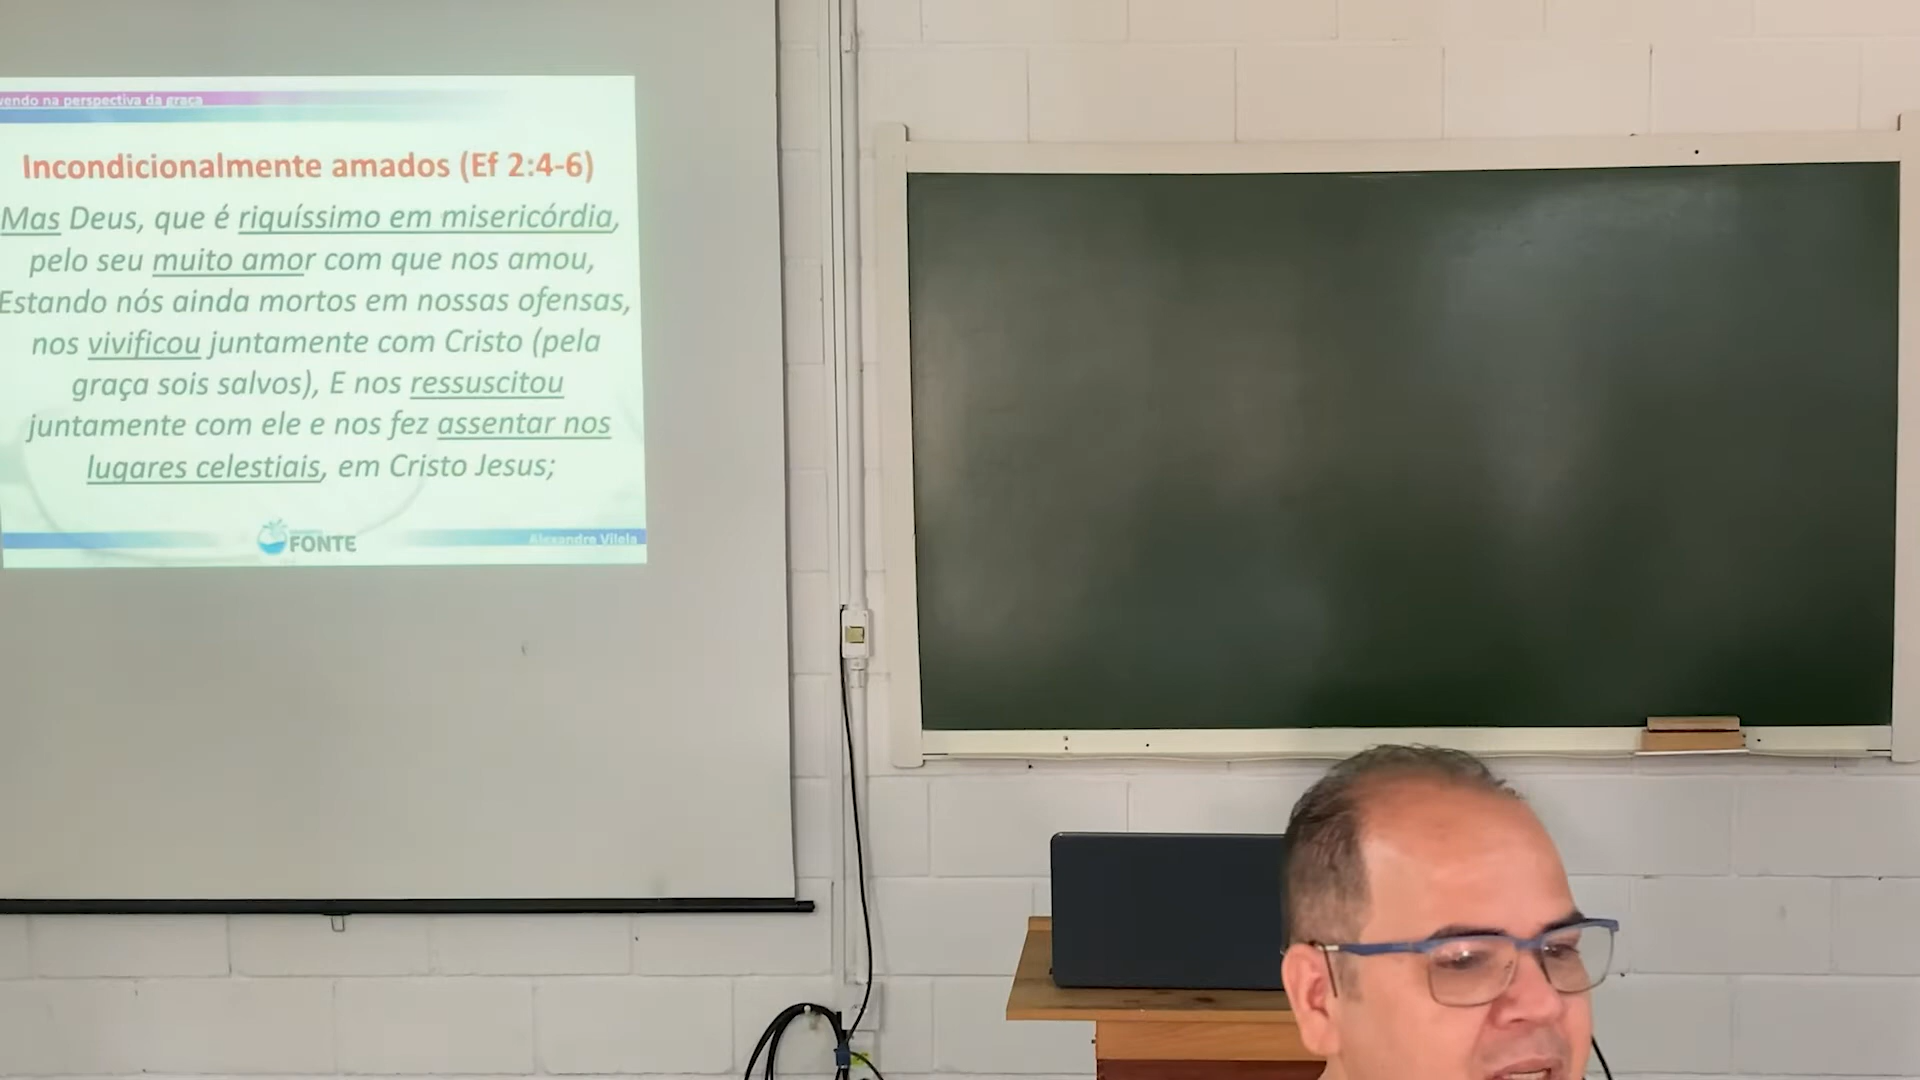 vendo na perspectiva da graça
Incondicionalmente amados (Ef 2:4-6)
Mas Deus, que é riquíssimo em misericórdia,
pelo seu muito amor com que nos amou,
Estando nós ainda mortos em nossas ofensas,
nos vivificou juntamente com Cristo (pela
graça sois salvos), E nos ressuscitou
juntamente com ele e nos fez assentar nos
lugares celestiais, em Cristo Jesus;
FONTE
Alexandre Vilela